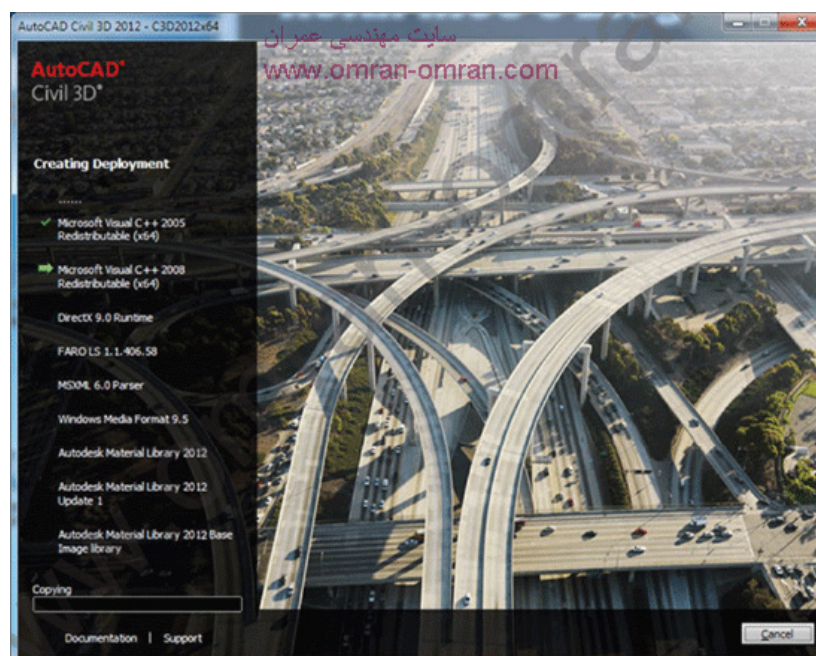 AutoCAD Civil 3D 2012 - C3D2012x64
سایت مهندسی عمران
www.omran-omran.com
AutoCAD®
Civil 3D®
Creating Deployment
......
Microsoft Visual C++ 2005
Redistributable (x64)
Microsoft Visual C++ 2008
Redistributable (x64)
DirectX 9.0 Runtime
FARO LS 1.1.406.58
MSXML 6.0 Parser
Windows Media Format 9.5
Autodesk Material Library 2012
Autodesk Material Library 2012
Update 1
Autodesk Material Library 2012 Base
Image library
Copying
Documentation | Support
Cancel